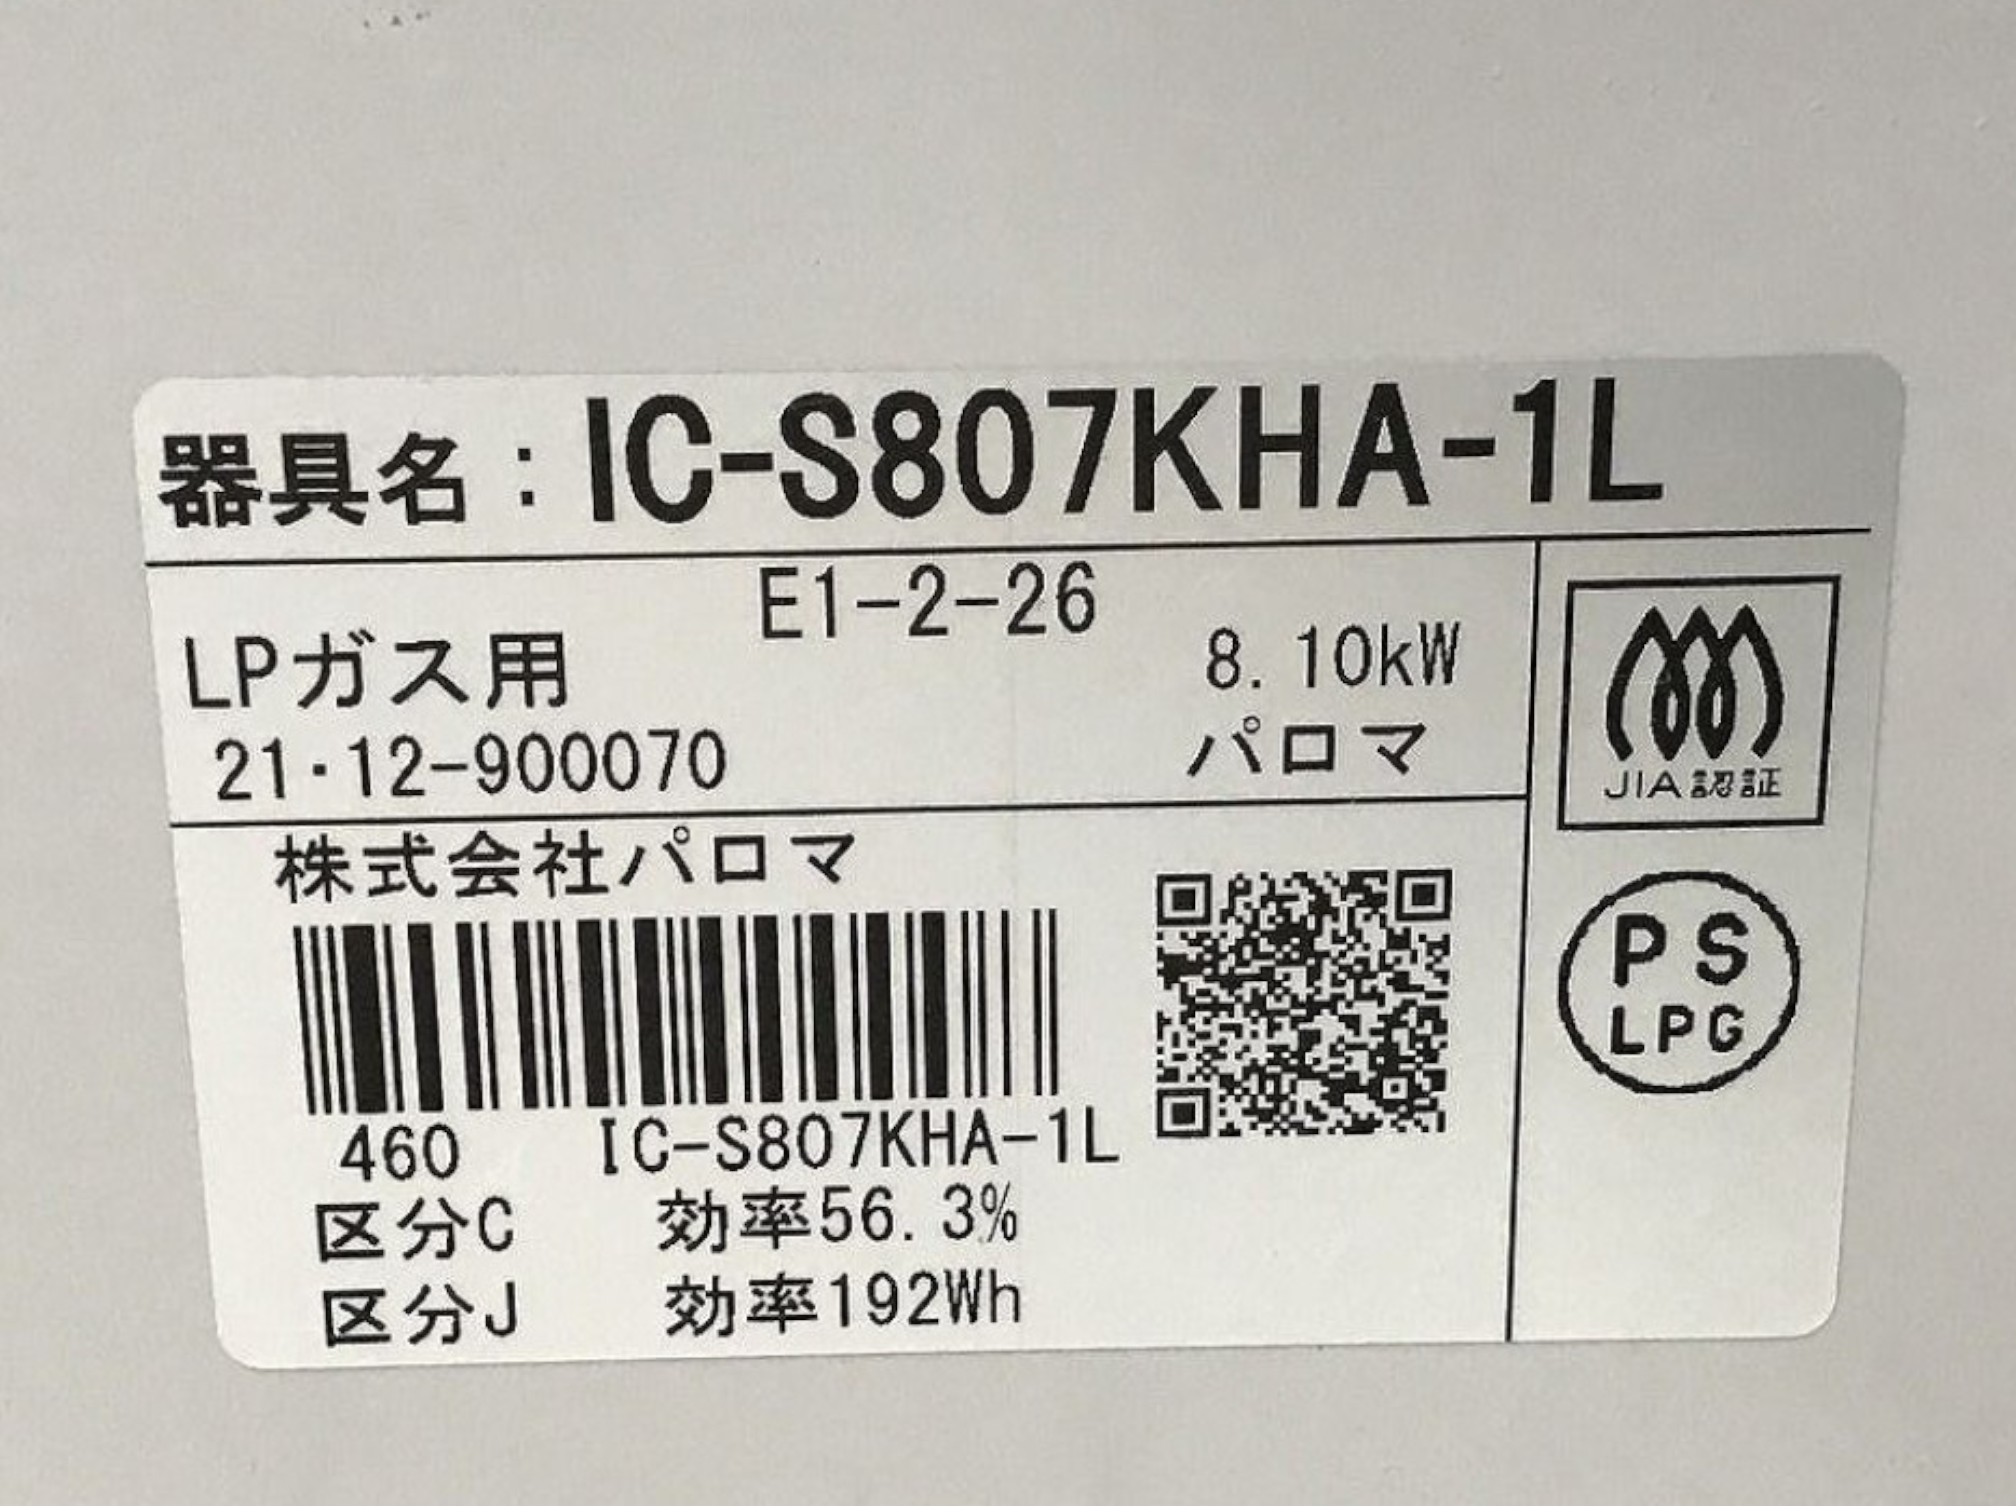 器具名：IC-S807KHA-1L
E1-2-26
LPガス用 8.10kW
21・12-900070 パロマ
JIA認証
株式会社パロマ
PS
LPG
460 IC-S807KHA-1L
区分C 効率56.3%
区分J 効率192Wh